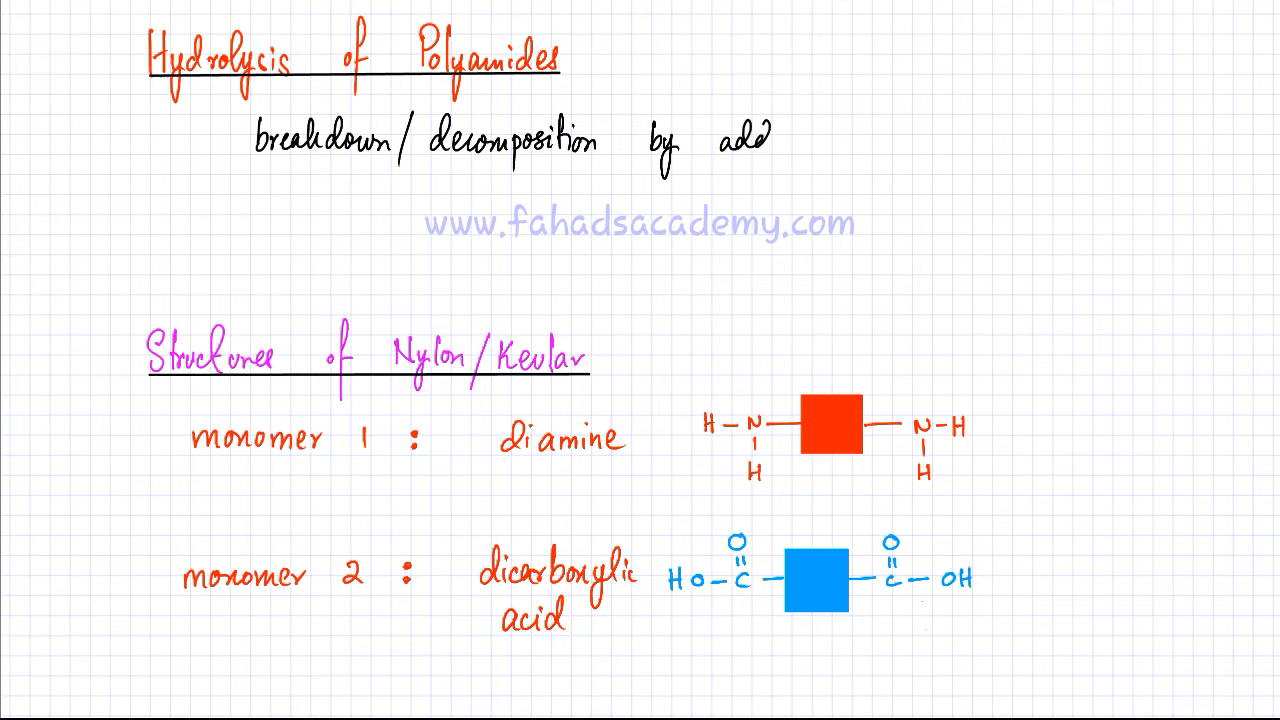 Hydrolysis of Polyamides
breakdown/ decomposition by add
www.fahadsacademy.com
Structures of Nylon/Kevlar
monomer 1 : diamine
H – N – – N – H
H H
O O
monomer 2 : dicarboxylic HO – C – – C – OH
acid